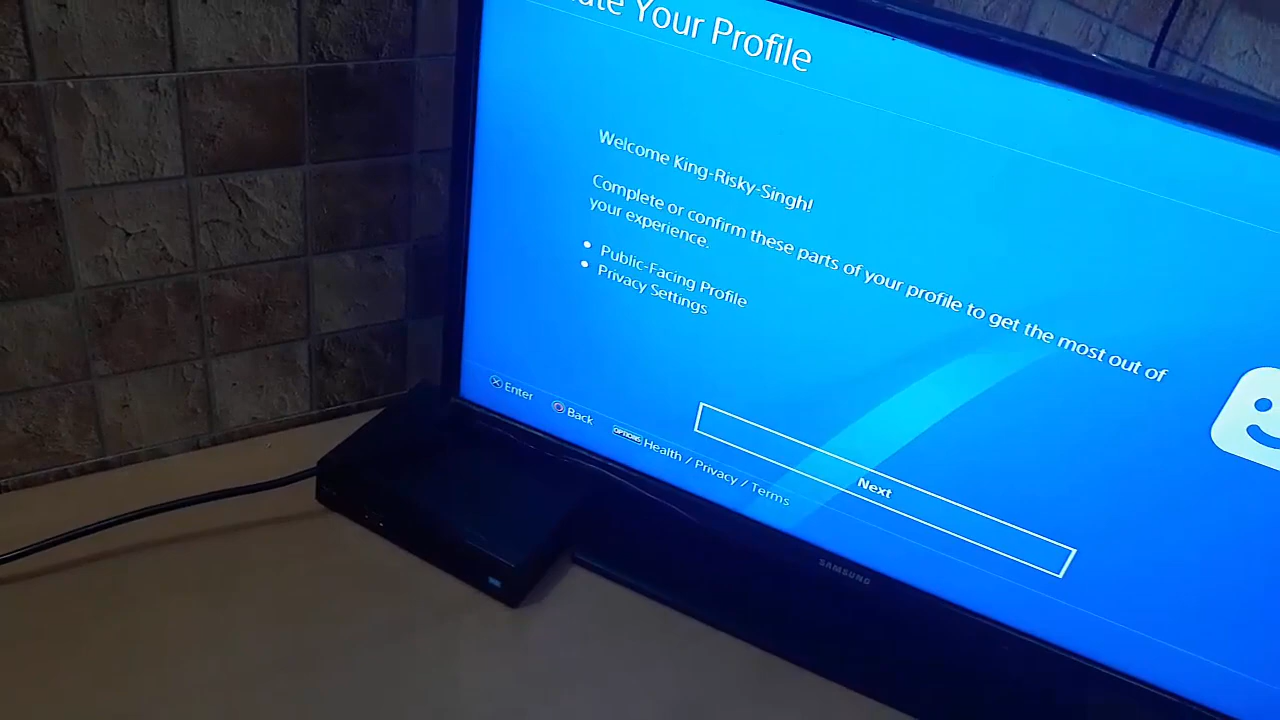 Your Profile
Welcome King-Risky-Singh!
Complete or confirm these parts of your profile to get the most out of
your experience.
• Public-Facing Profile
• Privacy Settings
Enter
Back
OPTIONS Health / Privacy / Terms
Next
SAMSUNG